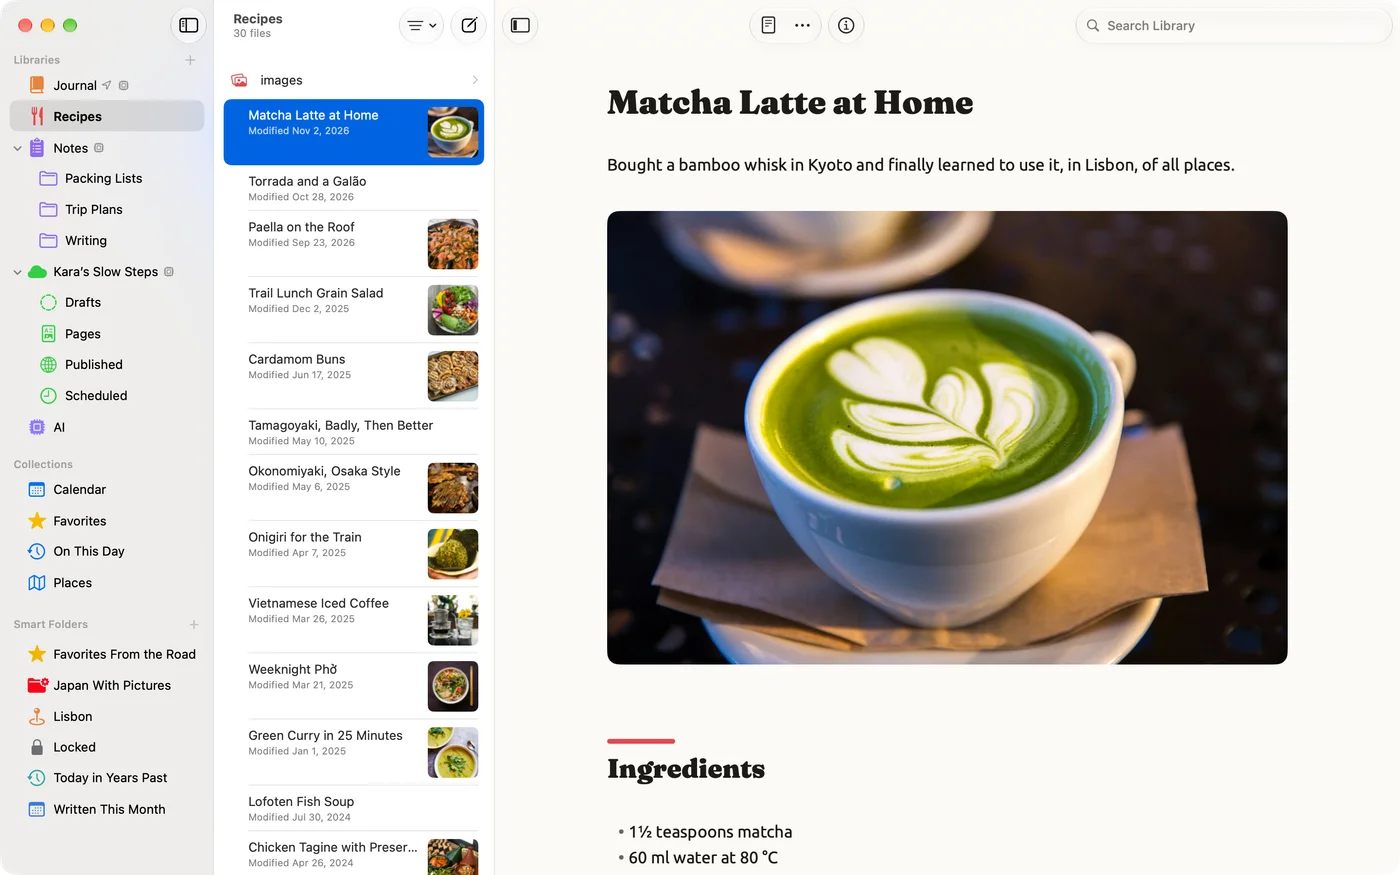 Libraries
Journal
Recipes
Notes
Packing Lists
Trip Plans
Writing
Kara's Slow Steps
Drafts
Pages
Published
Scheduled
AI
Collections
Calendar
Favorites
On This Day
Places
Smart Folders
Favorites From the Road
Japan With Pictures
Lisbon
Locked
Today in Years Past
Written This Month
Recipes
30 files
images
Matcha Latte at Home
Modified Nov 2, 2026
Torrada and a Galão
Modified Oct 28, 2026
Paella on the Roof
Modified Sep 23, 2026
Trail Lunch Grain Salad
Modified Dec 2, 2025
Cardamom Buns
Modified Jun 17, 2025
Tamagoyaki, Badly, Then Better
Modified May 10, 2025
Okonomiyaki, Osaka Style
Modified May 6, 2025
Onigiri for the Train
Modified Apr 7, 2025
Vietnamese Iced Coffee
Modified Mar 26, 2025
Weeknight Phở
Modified Mar 21, 2025
Green Curry in 25 Minutes
Modified Jan 1, 2025
Lofoten Fish Soup
Modified Jul 30, 2024
Chicken Tagine with Preser...
Modified Apr 26, 2024
Search Library
Matcha Latte at Home
Bought a bamboo whisk in Kyoto and finally learned to use it, in Lisbon, of all places.
Ingredients
• 1½ teaspoons matcha
• 60 ml water at 80 °C